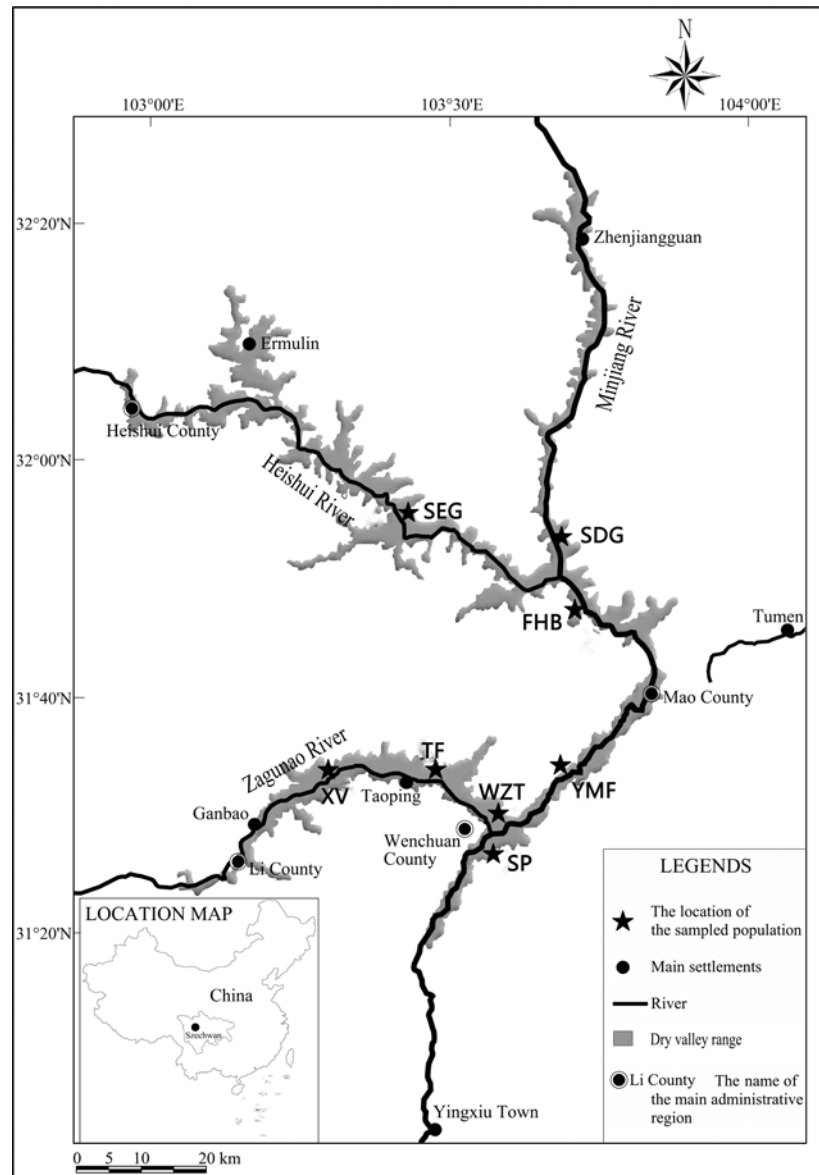 N
103°00'E
103°30'E
104°00'E
32°20'N
Zhenjiangguan
Minjiang River
Ermulin
Heishui County
32°00'N
Heishui River
SEG
SDG
FHB
Tumen
31°40'N
Mao County
Zagunao River
TF
XV
Taoping
WZT
YMF
Ganbao
Wenchuan
County
SP
Li County
31°20'N
LEGENDS
The location of
the sampled population
Main settlements
River
Dry valley range
Li County The name of
the main administrative
region
LOCATION MAP
China
Szechwan
Yingxiu Town
0 5 10 20 km